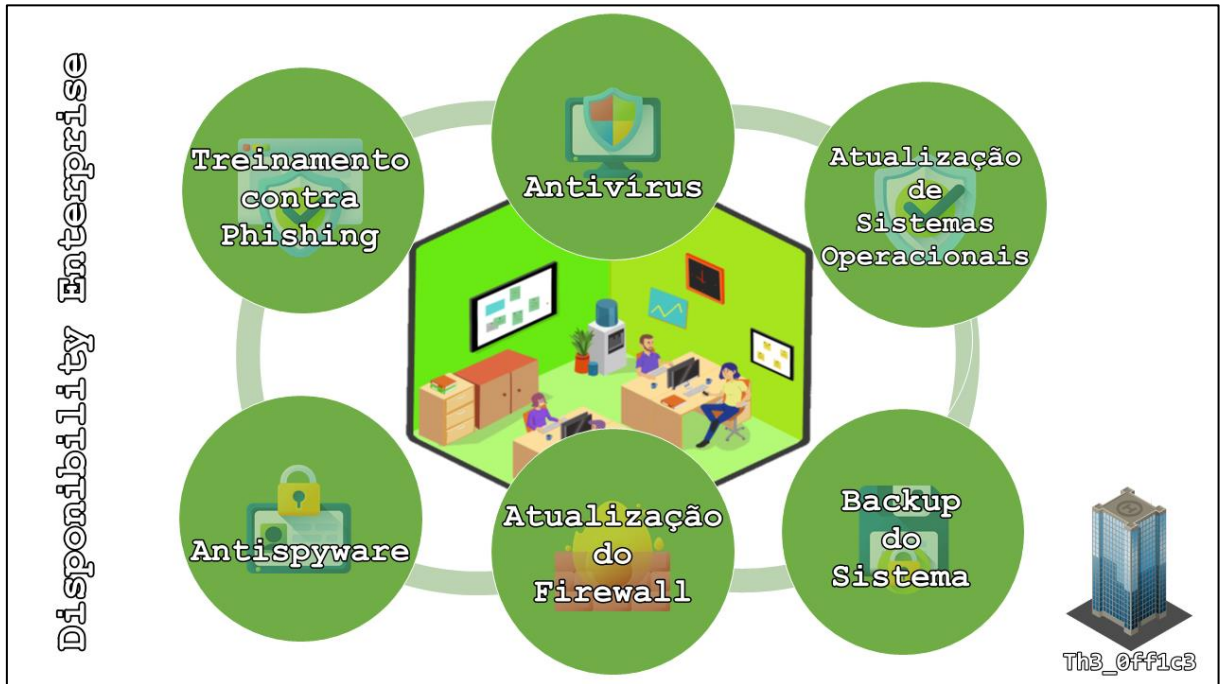 Disponibility Enterprise
Treinamento
contra
Phishing
Antivírus
Atualização
de
Sistemas
Operacionais
Antispyware
Atualização
do
Firewall
Backup
do
Sistema
Th3_0ff1c3